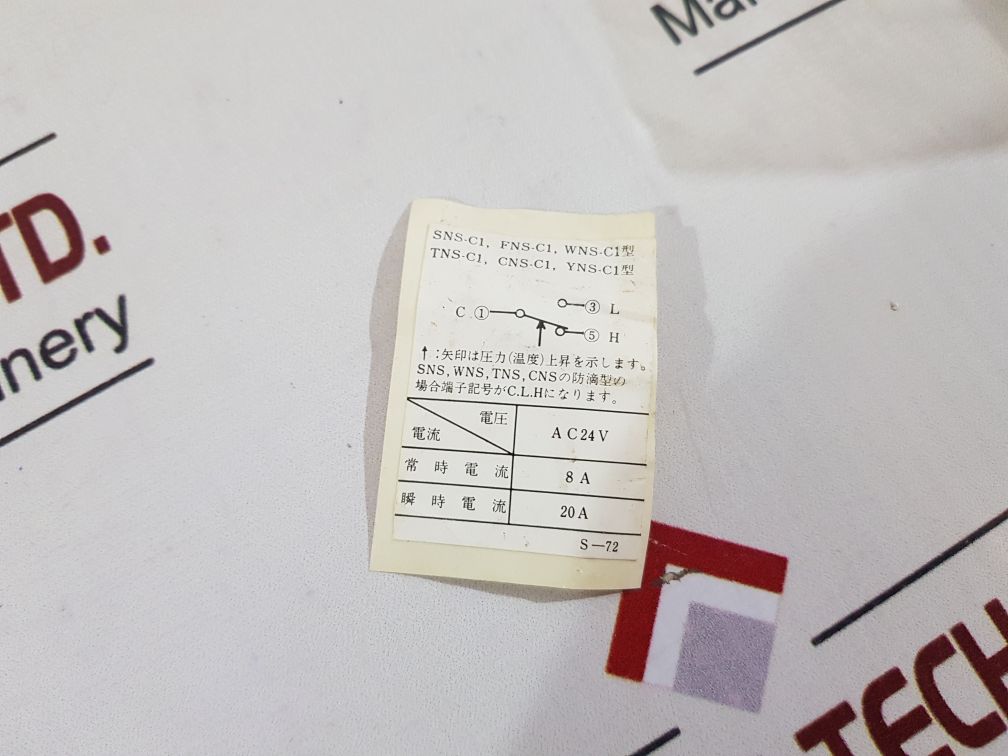 SNS-C1, FNS-C1, WNS-C1型
TNS-C1, CNS-C1, YNS-C1型
③ L
C ①
⑤ H
↑:矢印は圧力(温度)上昇を示します。
SNS, WNS, TNS, CNSの防滴型の
場合端子記号がC.L.Hになります。
電圧
電流
AC24V
常時電流 8A
瞬時電流 20A
S—72
TD.
nery
TECH